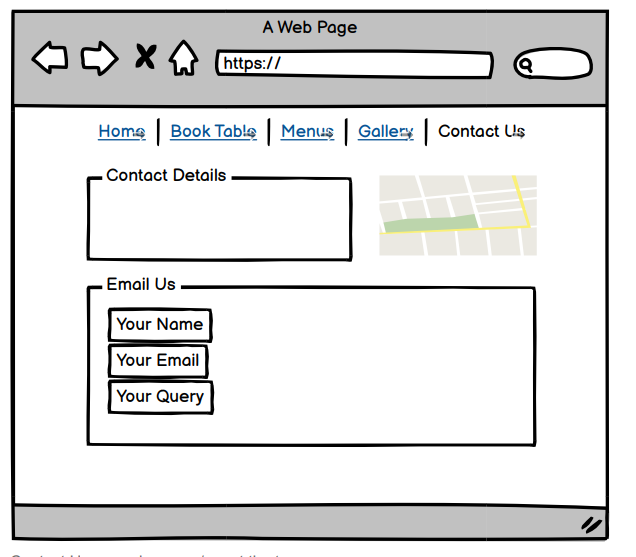 A Web Page
https://
Home Book Table Menus Gallery Contact Us
Contact Details
Email Us
Your Name
Your Email
Your Query